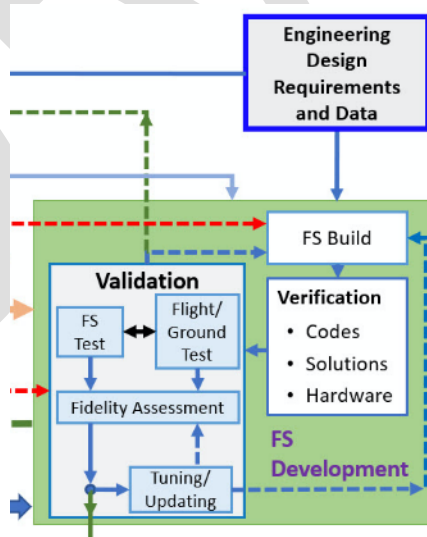 Engineering
Design
Requirements
and Data
FS Build
Validation
FS
Test
Flight/
Ground
Test
Fidelity Assessment
Tuning/
Updating
Verification
• Codes
• Solutions
• Hardware
FS
Development